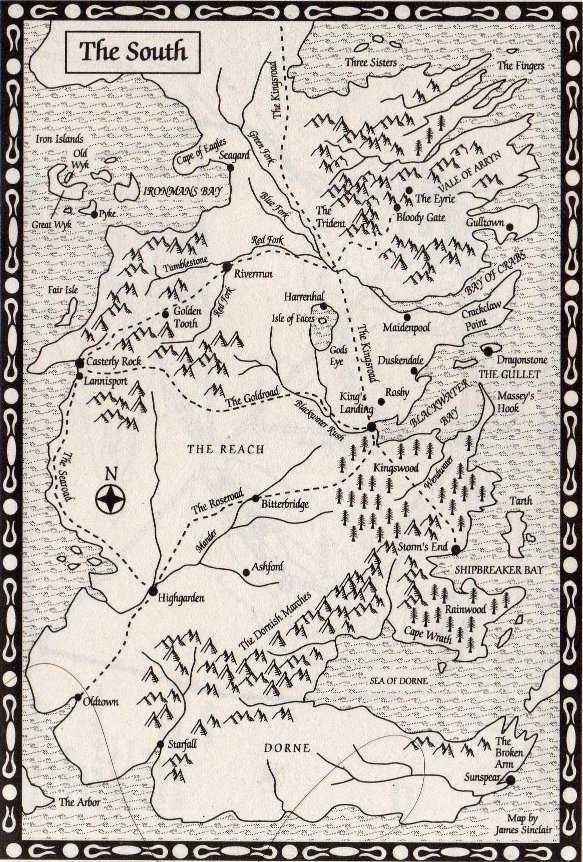 The South
The Kingsroad
Three Sisters
The Fingers
Iron Islands
Old
Wyk
Great Wyk
Pyke
Cape of Eagles
Seagard
IRONMANS BAY
Green Fork
Blue Fork
The
Trident
VALE OF ARRYN
The Eyrie
Bloody Gate
Gulltown
Red Fork
Tumblestone
Riverrun
Red Fork
BAY OF CRABS
Fair Isle
Golden
Tooth
Harrenhal
Isle of Faces
Gods
Eye
The Kingsroad
Maidenpool
Crackclaw
Point
Casterly Rock
Lannisport
Duskendale
Dragonstone
THE GULLET
The Goldroad
King's
Landing
Rosby
Blackwater Rush
BLACKWATER
BAY
Massey's
Hook
THE REACH
Kingswood
Wendwater
The Searoad
N
The Roseroad
Bitterbridge
Mander
Tarth
Storm's End
SHIPBREAKER BAY
Ashford
Highgarden
The Dornish Marches
Rainwood
Cape Wrath
SEA OF DORNE
Oldtown
Starfall
DORNE
The
Broken
Arm
Sunspear
The Arbor
Map by
James Sinclair